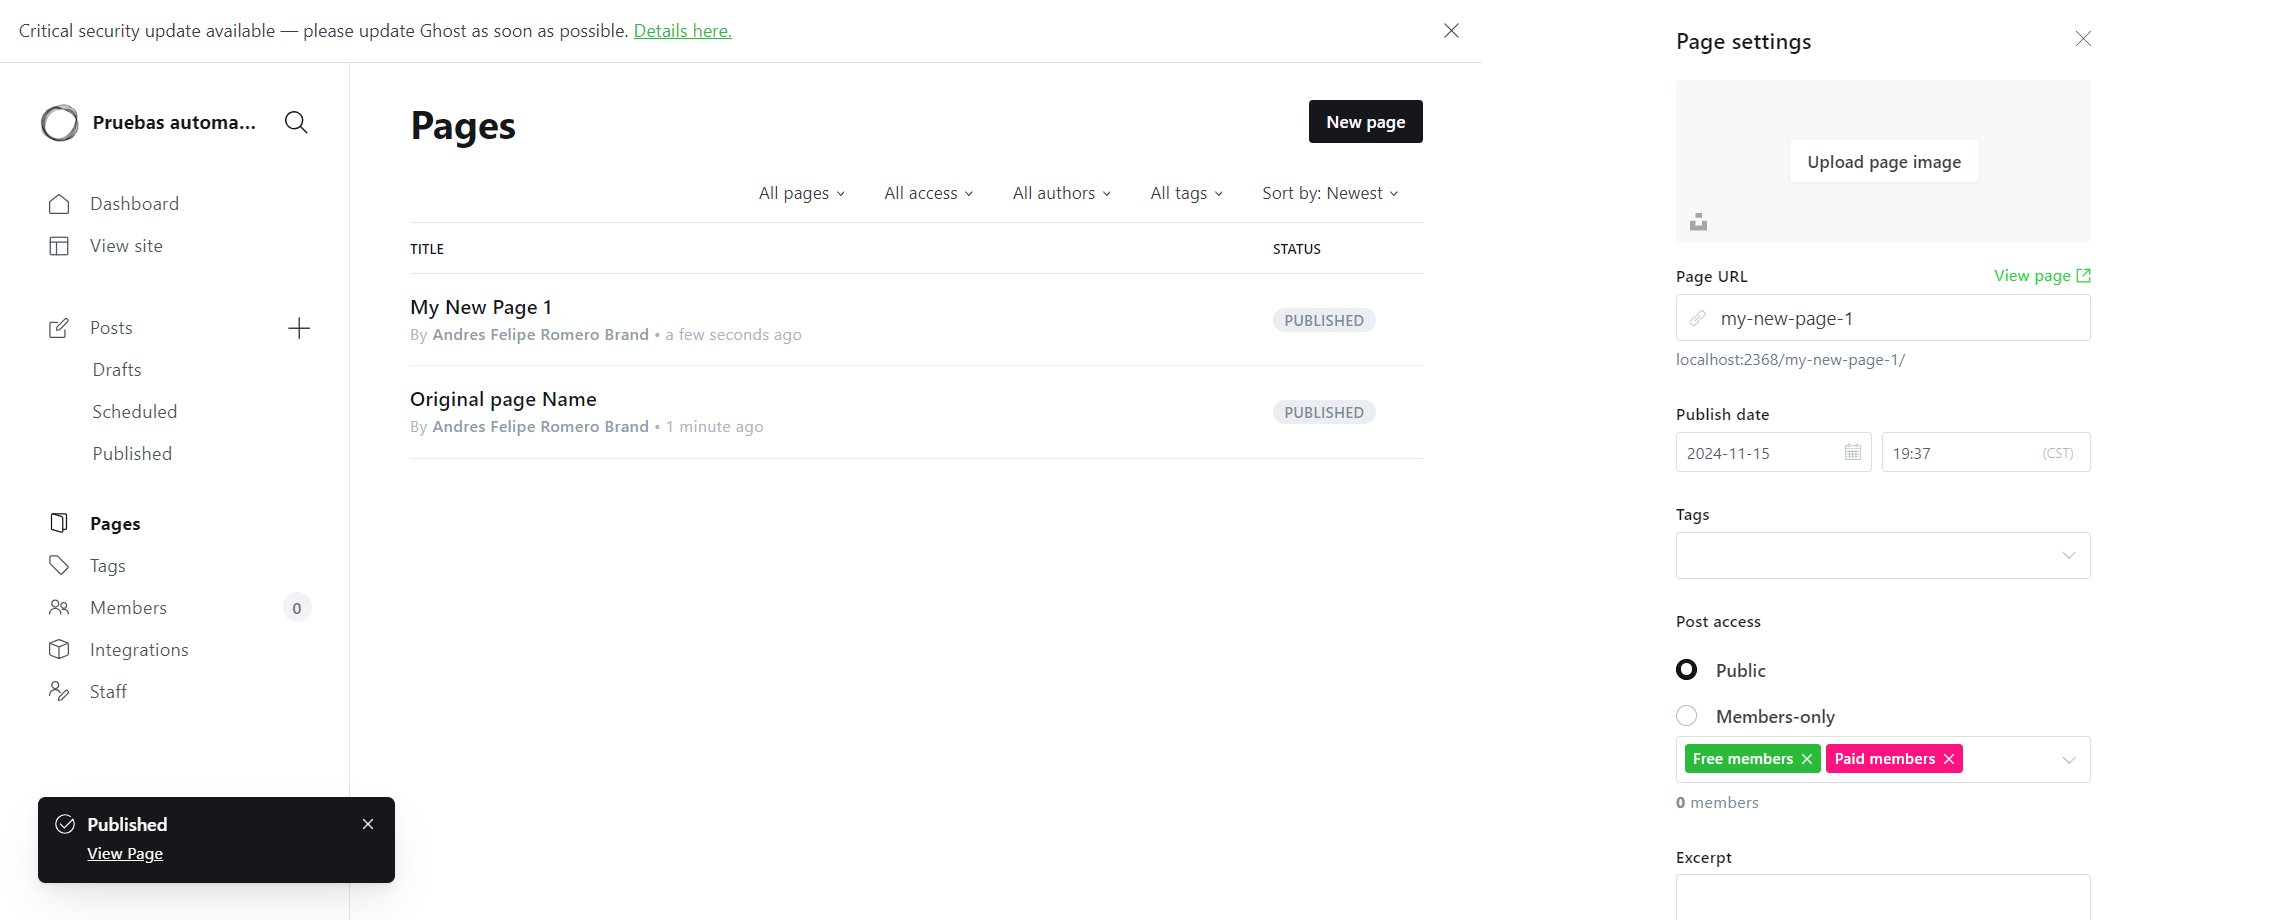 Critical security update available — please update Ghost as soon as possible. Details here.
Pruebas automa...
Dashboard
View site
Posts
Drafts
Scheduled
Published
Pages
Tags
Members
0
Integrations
Staff
Published
View Page
Pages
New page
All pages
All access
All authors
All tags
Sort by: Newest
TITLE
STATUS
My New Page 1
By Andres Felipe Romero Brand • a few seconds ago
PUBLISHED
Original page Name
By Andres Felipe Romero Brand • 1 minute ago
PUBLISHED
Page settings
Upload page image
Page URL
View page
my-new-page-1
localhost:2368/my-new-page-1/
Publish date
2024-11-15
19:37
(CST)
Tags
Post access
Public
Members-only
Free members
Paid members
0 members
Excerpt